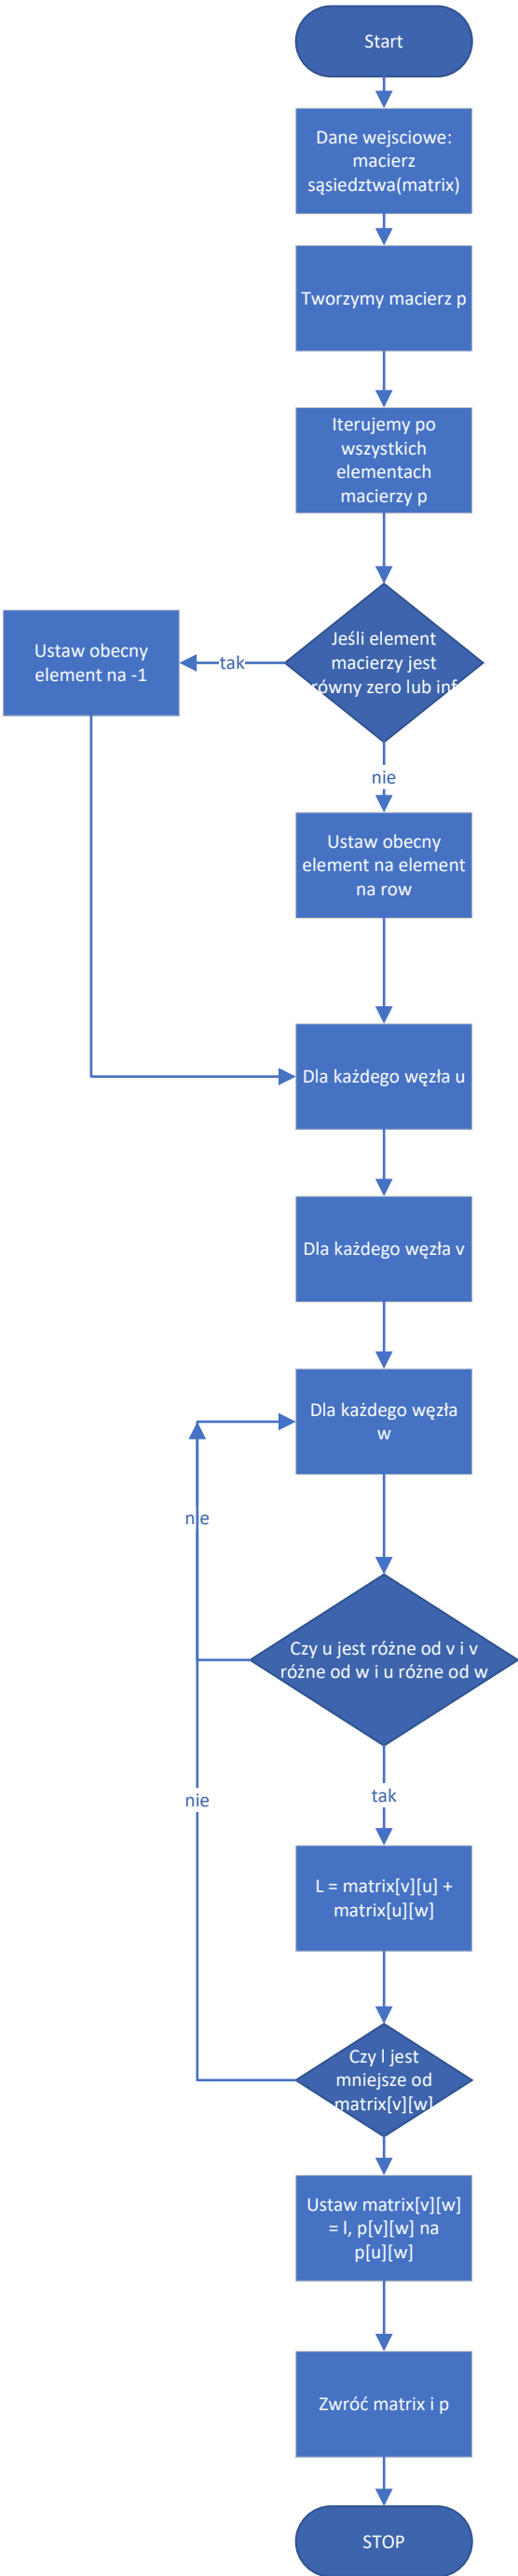 Start
Dane wejsciowe:
macierz
sąsiedztwa(matrix)
Tworzymy macierz p
Iterujemy po
wszystkich
elementach
macierzy p
Jeśli element
macierzy jest
równy zero lub inf
tak
Ustaw obecny
element na -1
nie
Ustaw obecny
element na element
na row
Dla każdego węzła u
Dla każdego węzła v
Dla każdego węzła
w
nie
Czy u jest różne od v i v
różne od w i u różne od w
nie
tak
L = matrix[v][u] +
matrix[u][w]
Czy l jest
mniejsze od
matrix[v][w]
Ustaw matrix[v][w]
= l, p[v][w] na
p[u][w]
Zwróć matrix i p
STOP